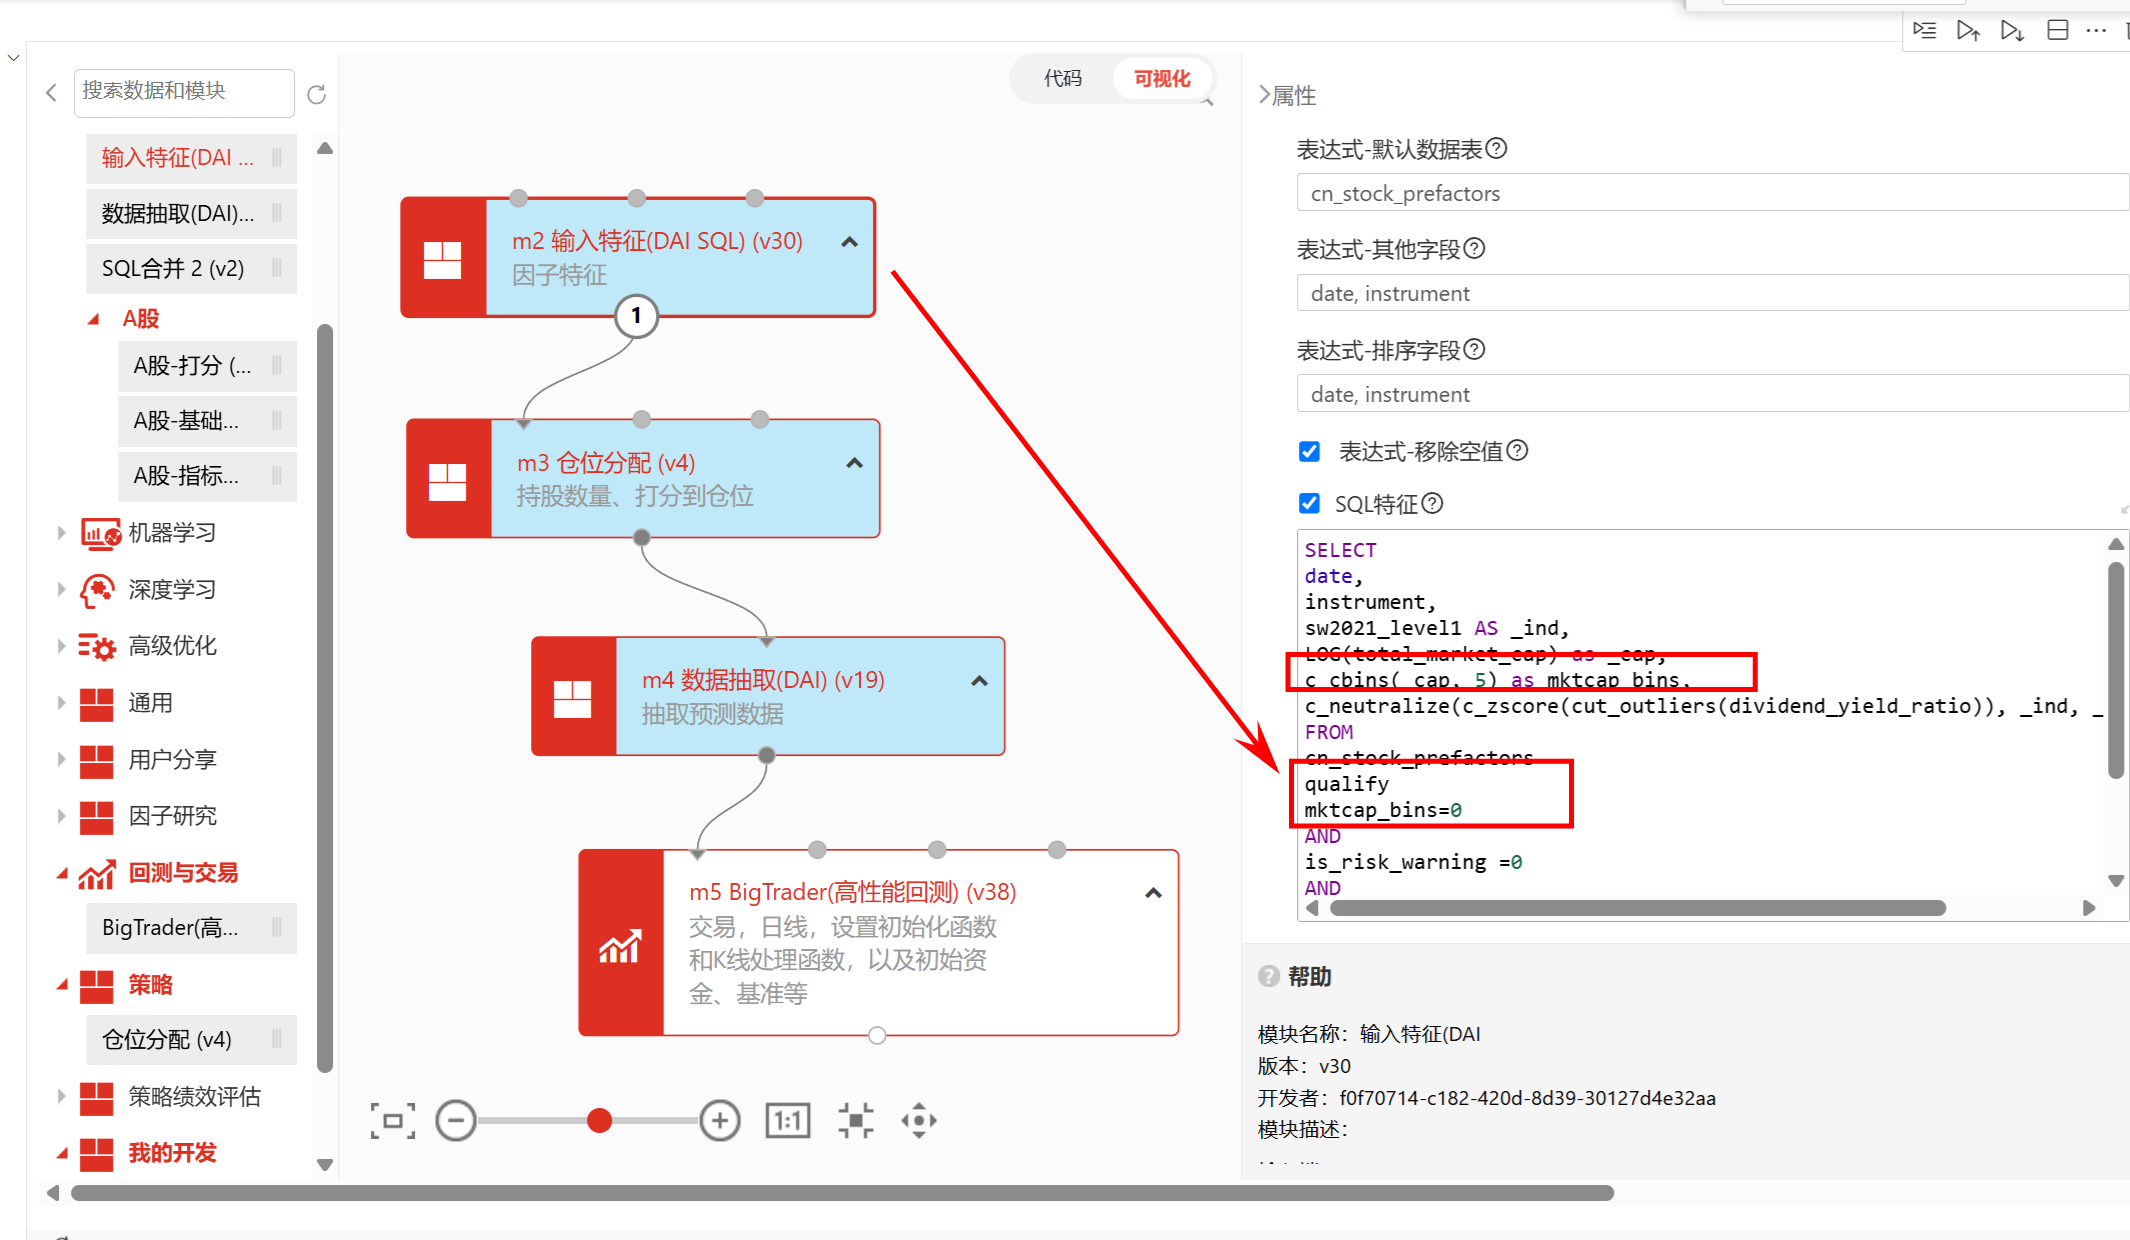 搜索数据和模块
输入特征(DAI ...
数据抽取(DAI)...
SQL合并 2 (v2)
A股
A股-打分 (...
A股-基础...
A股-指标...
机器学习
深度学习
高级优化
通用
用户分享
因子研究
回测与交易
BigTrader(高...
策略
仓位分配 (v4)
策略绩效评估
我的开发
代码
可视化
m2 输入特征(DAI SQL) (v30)
因子特征
1
m3 仓位分配 (v4)
持股数量、打分到仓位
m4 数据抽取(DAI) (v19)
抽取预测数据
m5 BigTrader(高性能回测) (v38)
交易，日线，设置初始化函数
和K线处理函数，以及初始资
金、基准等
1:1
属性
表达式-默认数据表
cn_stock_prefactors
表达式-其他字段
date, instrument
表达式-排序字段
date, instrument
表达式-移除空值
SQL特征
SELECT
date,
instrument,
sw2021_level1 AS _ind,
LOG(total_market_cap) as _cap,
c_cbins(_cap, 5) as mktcap_bins,
c_neutralize(c_zscore(cut_outliers(dividend_yield_ratio)), _ind, _
FROM
cn_stock_prefactors
qualify
mktcap_bins=0
AND
is_risk_warning =0
AND
帮助
模块名称：输入特征(DAI
版本：v30
开发者：f0f70714-c182-420d-8d39-30127d4e32aa
模块描述：